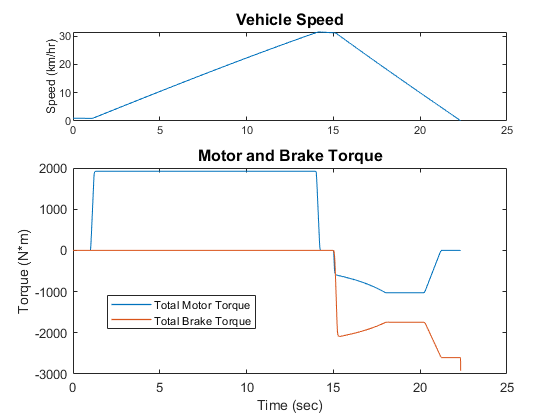 Vehicle Speed
Speed (km/hr)
30
20
10
0
0 5 10 15 20 25
Motor and Brake Torque
Torque (N*m)
2000
1000
0
-1000
-2000
-3000
Total Motor Torque
Total Brake Torque
0 5 10 15 20 25
Time (sec)